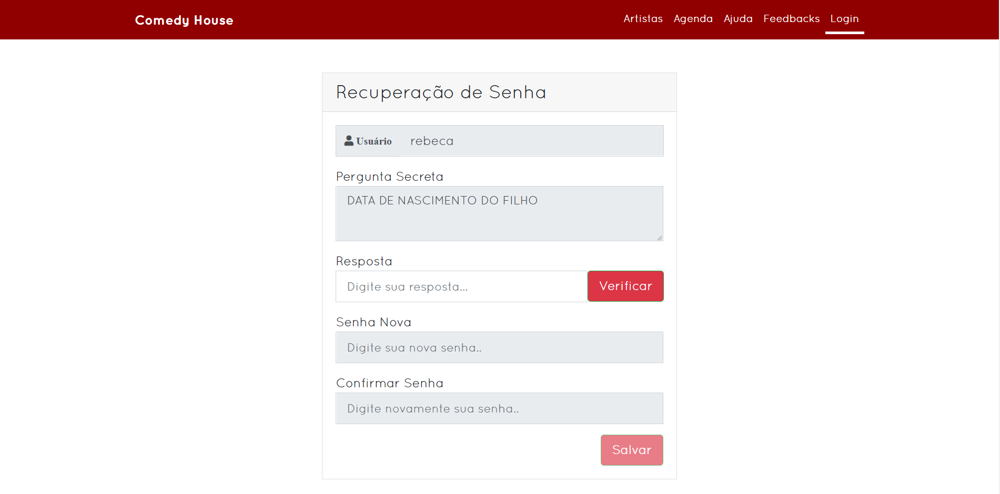 Comedy House
Artistas Agenda Ajuda Feedbacks Login
Recuperação de Senha
Usuário rebeca
Pergunta Secreta
DATA DE NASCIMENTO DO FILHO
Resposta
Digite sua resposta... Verificar
Senha Nova
Digite sua nova senha..
Confirmar Senha
Digite novamente sua senha..
Salvar